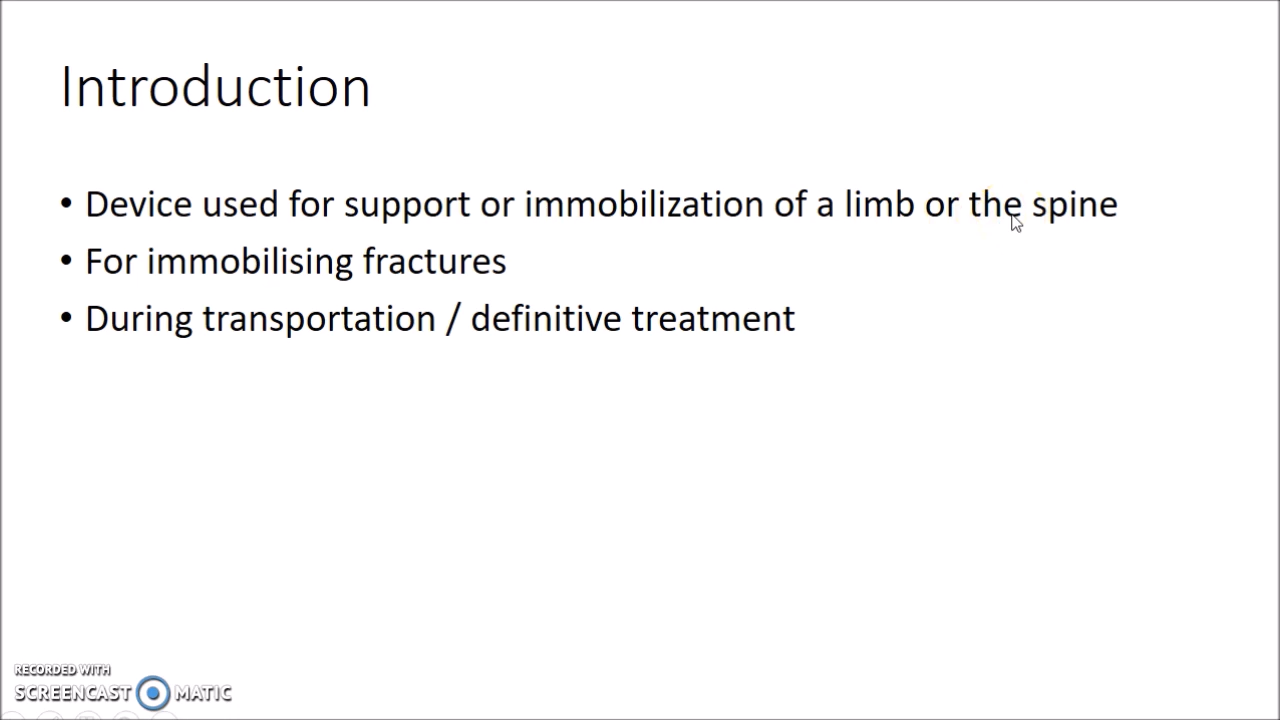 Introduction
• Device used for support or immobilization of a limb or the spine
• For immobilising fractures
• During transportation / definitive treatment
RECORDED WITH
SCREENCAST MATIC